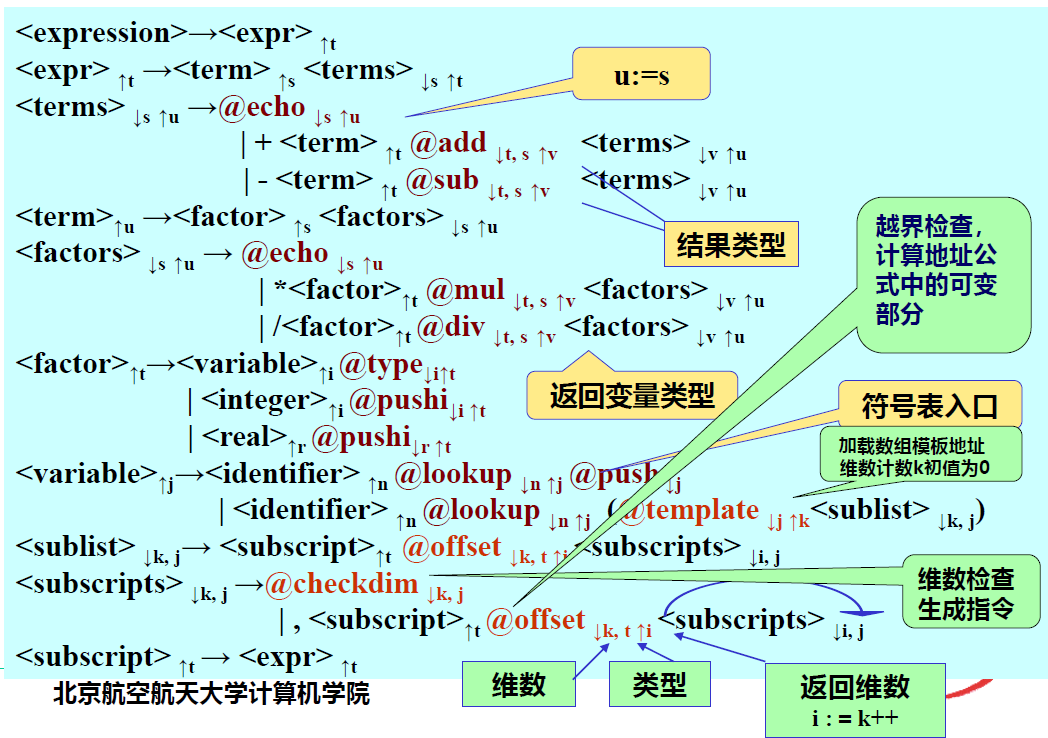 <expression>→<expr> ↑t
<expr> ↑t →<term> ↑s <terms> ↓s ↑t
u:=s
<terms> ↓s ↑u →@echo ↓s ↑u
| + <term> ↑t @add ↓t, s ↑v <terms> ↓v ↑u
| - <term> ↑t @sub ↓t, s ↑v <terms> ↓v ↑u
<term>↑u →<factor> ↑s <factors> ↓s ↑u
结果类型
越界检查，
计算地址公
式中的可变
部分
<factors> ↓s ↑u → @echo ↓s ↑u
| *<factor>↑t @mul ↓t, s ↑v <factors> ↓v ↑u
| /<factor>↑t @div ↓t, s ↑v <factors> ↓v ↑u
<factor>↑t→<variable>↑i @type↓i↑t
返回变量类型
| <integer>↑i @pushi↓i ↑t
符号表入口
| <real>↑r @pushi↓r ↑t
加载数组模板地址
维数计数k初值为0
<variable>↑j→<identifier> ↑n @lookup ↓n ↑j @push↓j
| <identifier> ↑n @lookup ↓n ↑j (@template ↓j ↑k<sublist> ↓k, j)
<sublist> ↓k, j→ <subscript>↑t @offset ↓k, t ↑i <subscripts> ↓i, j
<subscripts> ↓k, j →@checkdim ↓k, j
维数检查
生成指令
| , <subscript>↑t @offset ↓k, t ↑i <subscripts> ↓i, j
<subscript> ↑t → <expr> ↑t
北京航空航天大学计算机学院
维数
类型
返回维数
i : = k++